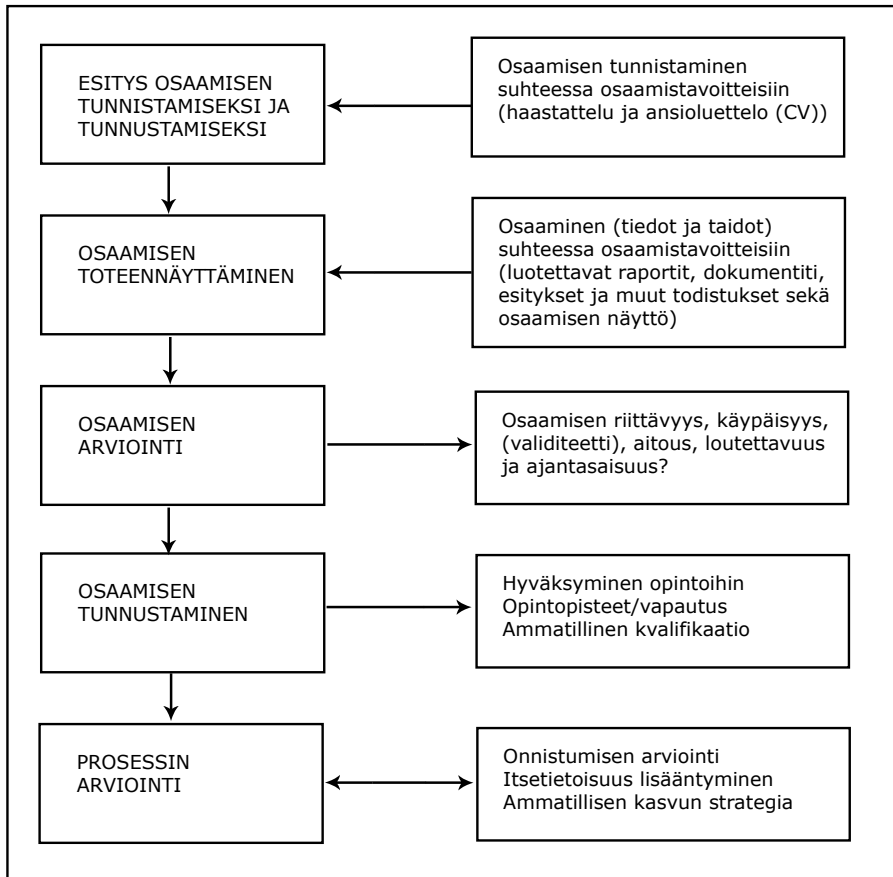 ESITYS OSAAMISEN
TUNNISTAMISEKSI JA
TUNNUSTAMISEKSI
Osaamisen tunnistaminen
suhteessa osaamistavoitteisiin
(haastattelu ja ansioluettelo (CV))
OSAAMISEN
TOTEENNÄYTTÄMINEN
Osaaminen (tiedot ja taidot)
suhteessa osaamistavoitteisiin
(luotettavat raportit, dokumentiti,
esitykset ja muut todistukset sekä
osaamisen näyttö)
OSAAMISEN
ARVIOINTI
Osaamisen riittävyys, käypäisyys,
(validiteetti), aitous, loutettavuus
ja ajantasaisuus?
OSAAMISEN
TUNNUSTAMINEN
Hyväksyminen opintoihin
Opintopisteet/vapautus
Ammatillinen kvalifikaatio
PROSESSIN
ARVIOINTI
Onnistumisen arviointi
Itsetietoisuus lisääntyminen
Ammatillisen kasvun strategia